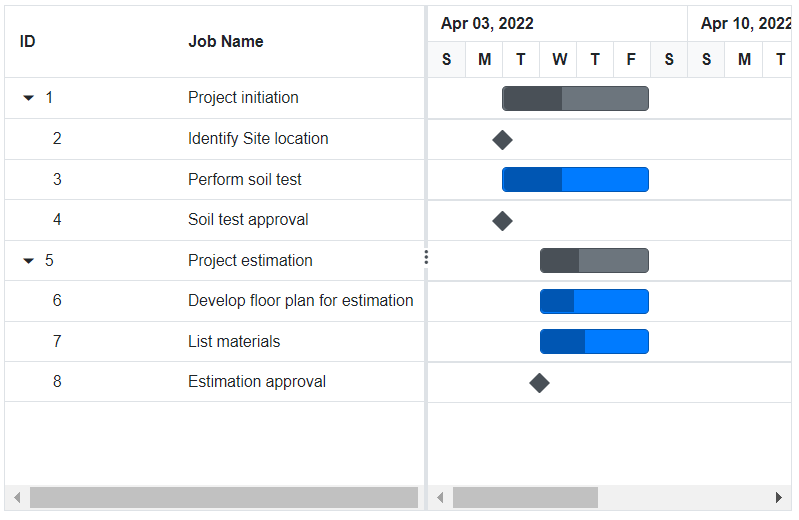 ID Job Name Apr 03, 2022 Apr 10, 2022
S M T W T F S S M T
1 Project initiation
2 Identify Site location
3 Perform soil test
4 Soil test approval
5 Project estimation
6 Develop floor plan for estimation
7 List materials
8 Estimation approval